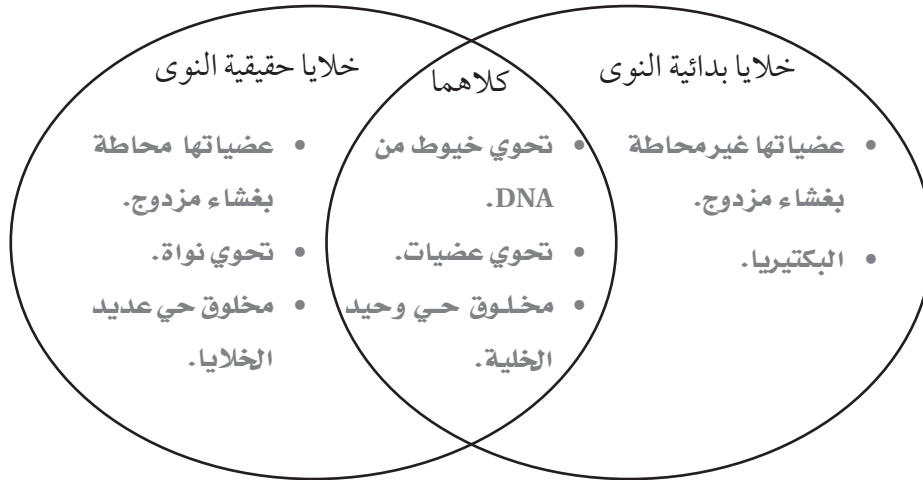 خلايا بدائية النوى
• عضياتها غير محاطة
بغشاء مزدوج.
• البكتيريا.
كلاهما
• تحوي خيوط من
DNA.
• تحوي عضيات.
• مخلوق حي وحيد
الخلية.
خلايا حقيقية النوى
• عضياتها محاطة
بغشاء مزدوج.
• تحوي نواة.
• مخلوق حي عديد
الخلايا.